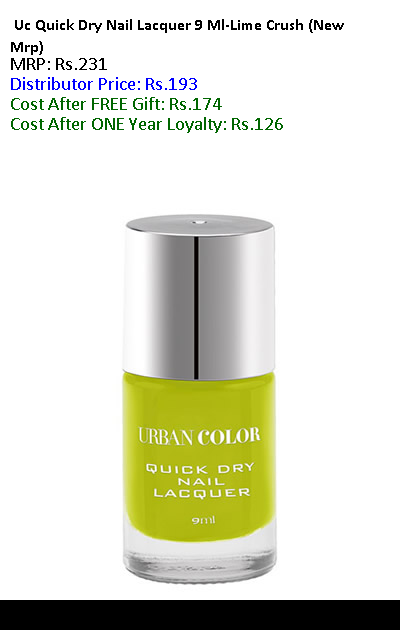 Uc Quick Dry Nail Lacquer 9 Ml-Lime Crush (New
Mrp)
MRP: Rs.231
Distributor Price: Rs.193
Cost After FREE Gift: Rs.174
Cost After ONE Year Loyalty: Rs.126
URBAN COLOR
QUICK DRY
NAIL
LACQUER
9ml